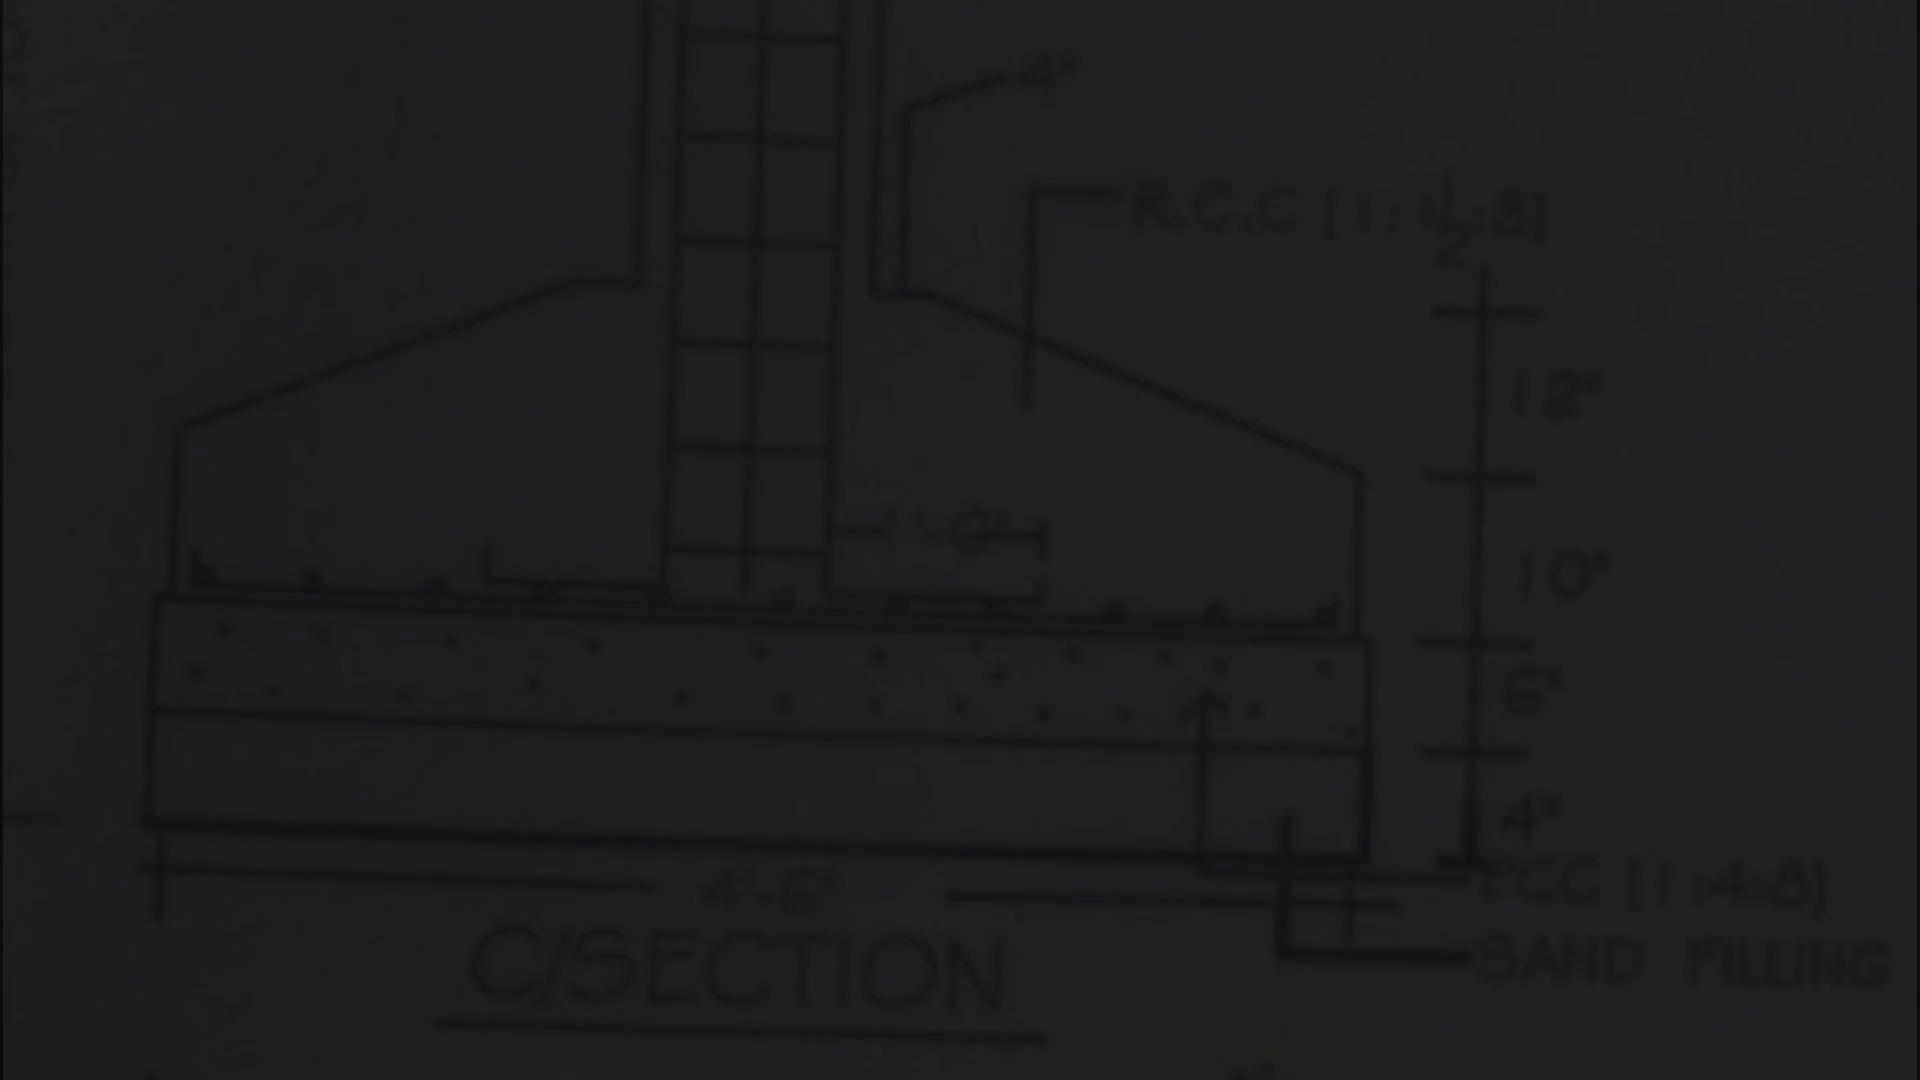 4"
R.C.C [1:1½:3]
12"
1'-0"
10"
6"
4"
4'-6"
PCC [1:4:8]
C/SECTION
SAND FILLING